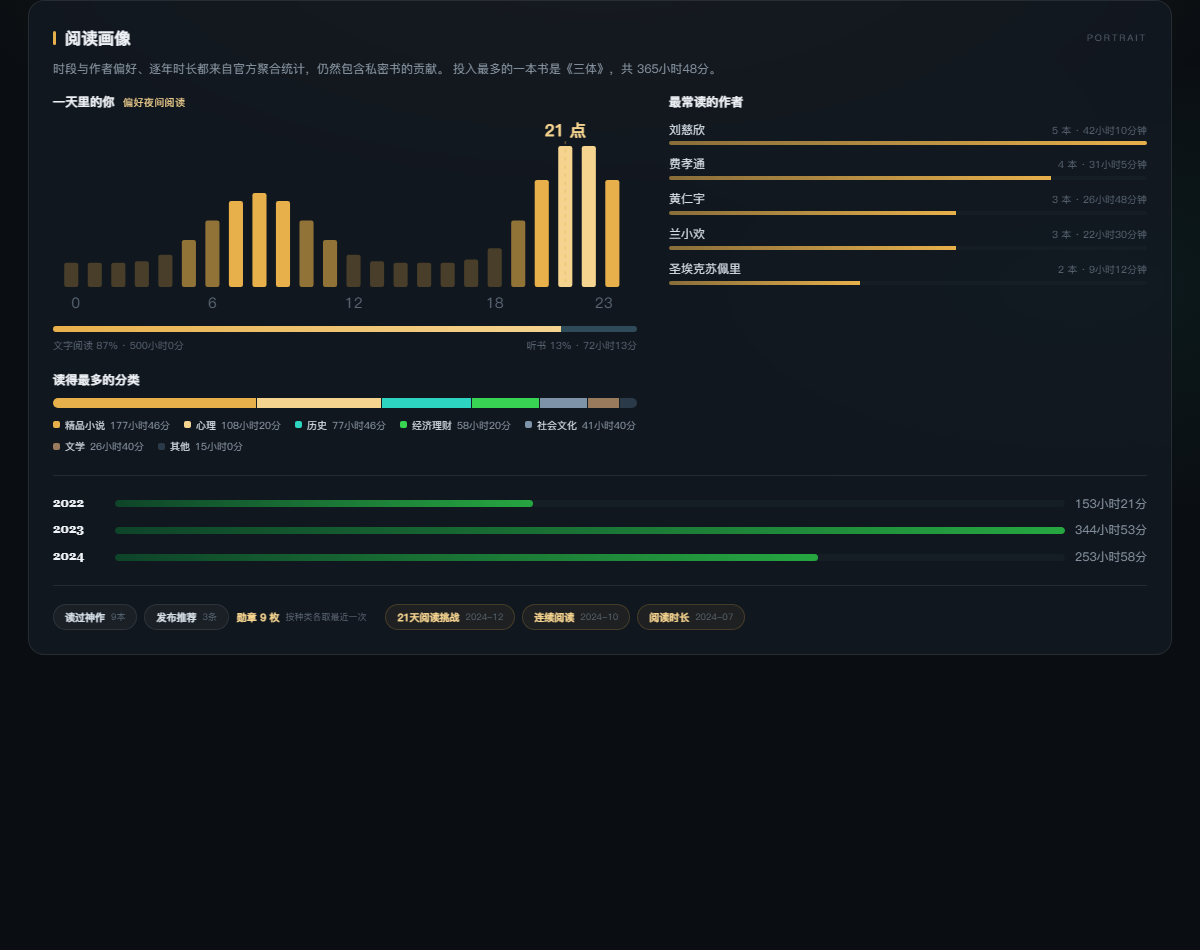 阅读画像
PORTRAIT
时段与作者偏好、逐年时长都来自官方聚合统计，仍然包含私密书的贡献。 投入最多的一本书是《三体》，共 365小时48分。
一天里的你 偏好夜间阅读
21 点
0 6 12 18 23
文字阅读 87% · 500小时0分
听书 13% · 72小时13分
读得最多的分类
精品小说 177小时46分 心理 108小时20分 历史 77小时46分 经济理财 58小时20分 社会文化 41小时40分
文学 26小时40分 其他 15小时0分
最常读的作者
刘慈欣 5 本 · 42小时10分钟
费孝通 4 本 · 31小时5分钟
黄仁宇 3 本 · 26小时48分钟
兰小欢 3 本 · 22小时30分钟
圣埃克苏佩里 2 本 · 9小时12分钟
2022 153小时21分
2023 344小时53分
2024 253小时58分
读过神作 9本 发布推荐 3条 勋章 9 枚 按种类各取最近一次 21天阅读挑战 2024-12 连续阅读 2024-10 阅读时长 2024-07